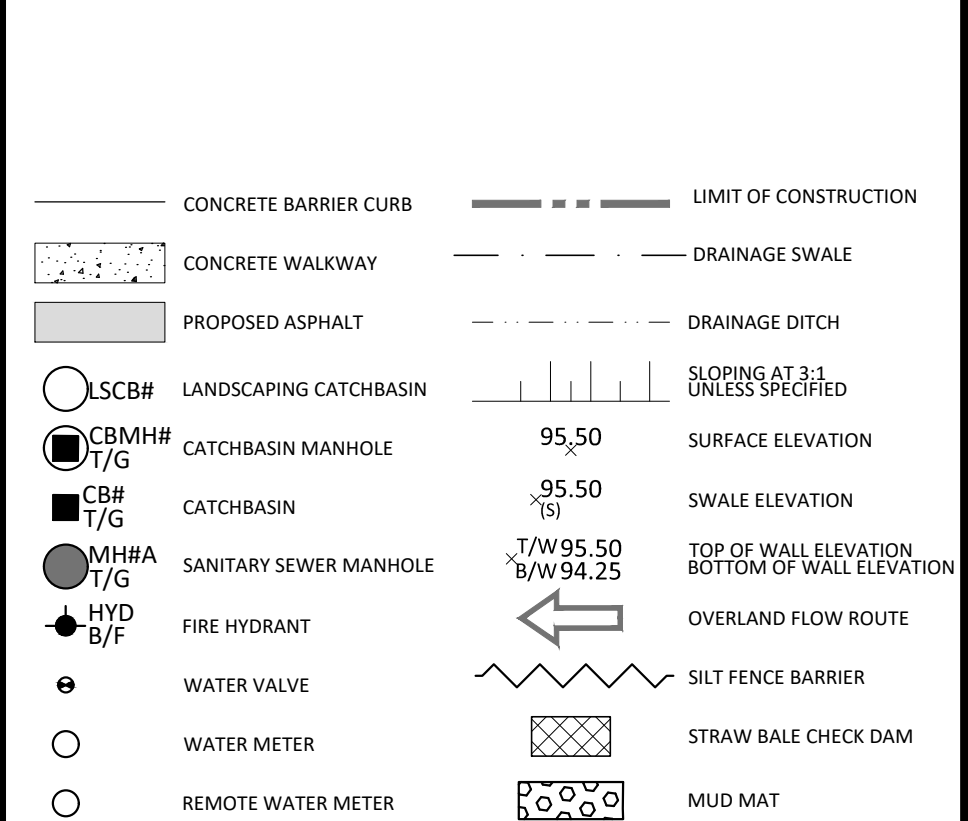 CONCRETE BARRIER CURB
CONCRETE WALKWAY
PROPOSED ASPHALT
LSCB#
LANDSCAPING CATCHBASIN
CBMH#
T/G
CATCHBASIN MANHOLE
CB#
T/G
CATCHBASIN
MH#A
T/G
SANITARY SEWER MANHOLE
HYD
B/F
FIRE HYDRANT
WATER VALVE
WATER METER
REMOTE WATER METER
LIMIT OF CONSTRUCTION
DRAINAGE SWALE
DRAINAGE DITCH
SLOPING AT 3:1
UNLESS SPECIFIED
95.50
SURFACE ELEVATION
95.50
(S)
SWALE ELEVATION
T/W 95.50
B/W 94.25
TOP OF WALL ELEVATION
BOTTOM OF WALL ELEVATION
OVERLAND FLOW ROUTE
SILT FENCE BARRIER
STRAW BALE CHECK DAM
MUD MAT